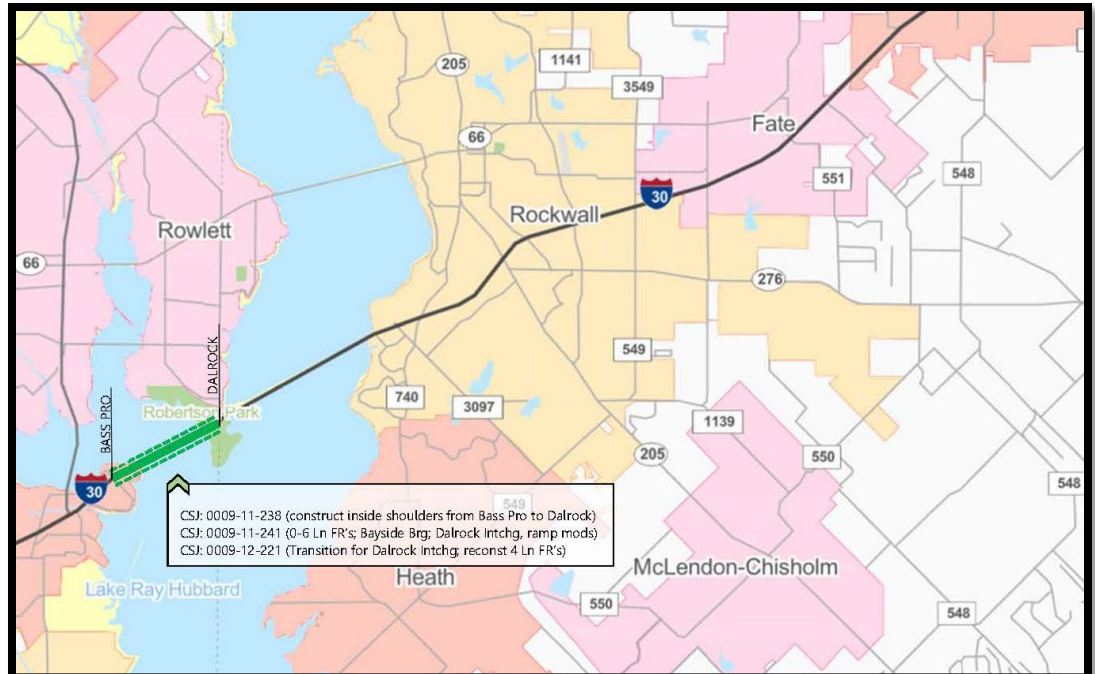 205
1141
3549
66
Fate
551
548
30
Rockwall
Rowlett
66
276
DALROCK
549
740
3097
Robertson Park
BASS PRO
1139
205
550
548
30
549
CSJ: 0009-11-238 (construct inside shoulders from Bass Pro to Dalrock)
CSJ: 0009-11-241 (0-6 Ln FR's; Bayside Brg; Dalrock Intchg, ramp mods)
CSJ: 0009-12-221 (Transition for Dalrock Intchg; reconst 4 Ln FR's)
Heath
McLendon-Chisholm
Lake Ray Hubbard
550
548